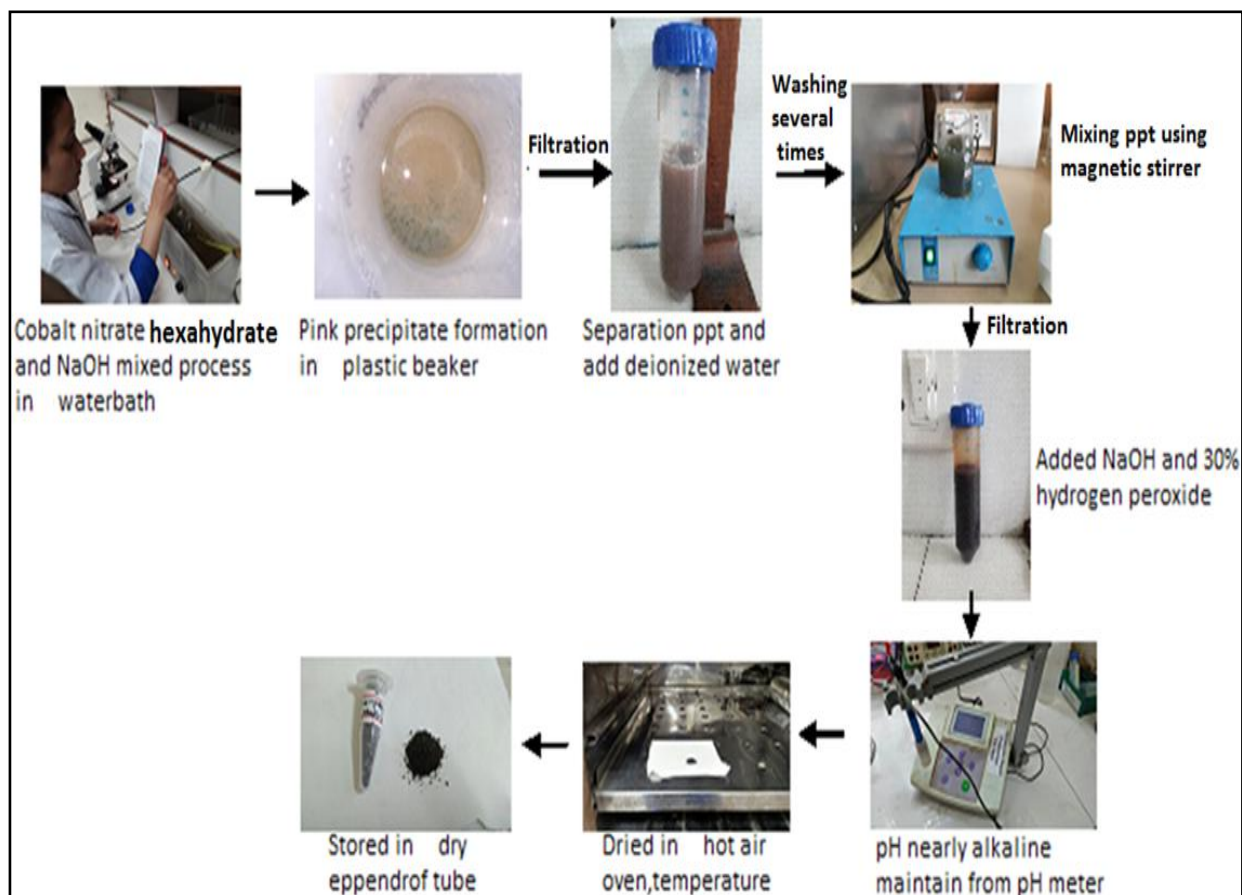 Cobalt nitrate hexahydrate
and NaOH mixed process
in waterbath
Pink precipitate formation
in plastic beaker
Filtration
Separation ppt and
add deionized water
Washing
several
times
Mixing ppt using
magnetic stirrer
Filtration
Added NaOH and 30%
hydrogen peroxide
pH nearly alkaline
maintain from pH meter
Dried in hot air
oven,temperature
Stored in dry
eppendrof tube